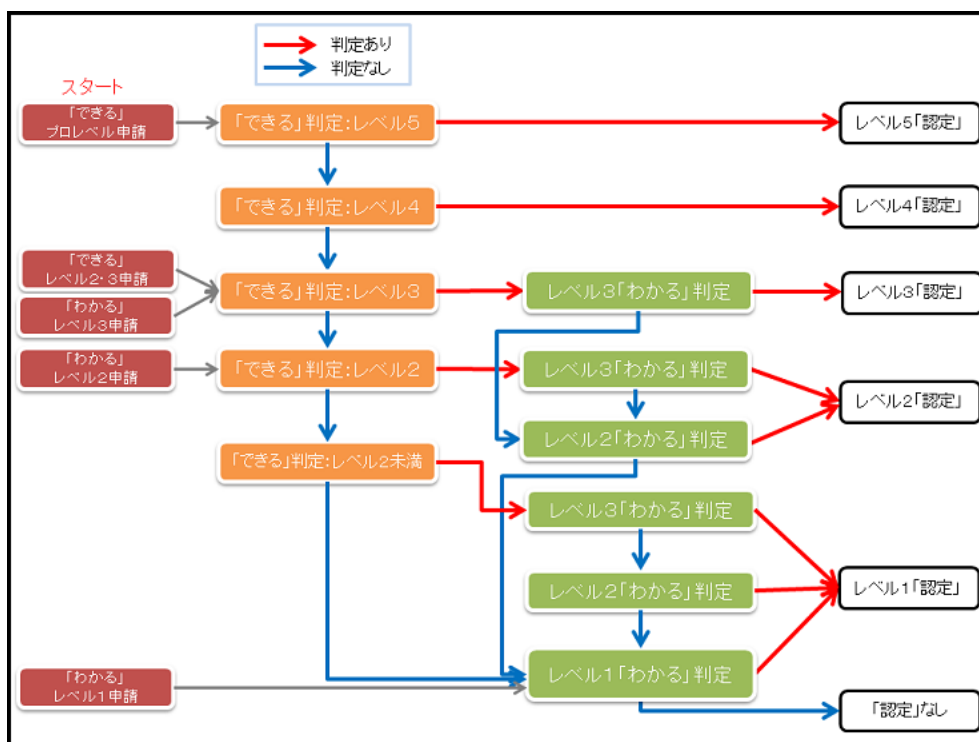 判定あり
判定なし
スタート
「できる」
プロレベル申請
「できる」判定:レベル5
レベル5「認定」
「できる」判定:レベル4
レベル4「認定」
「できる」
レベル2・3申請
「わかる」
レベル3申請
「できる」判定:レベル3
レベル3「わかる」判定
レベル3「認定」
「わかる」
レベル2申請
「できる」判定:レベル2
レベル3「わかる」判定
レベル2「わかる」判定
レベル2「認定」
「できる」判定:レベル2未満
レベル3「わかる」判定
レベル2「わかる」判定
レベル1「認定」
「わかる」
レベル1申請
レベル1「わかる」判定
「認定」なし